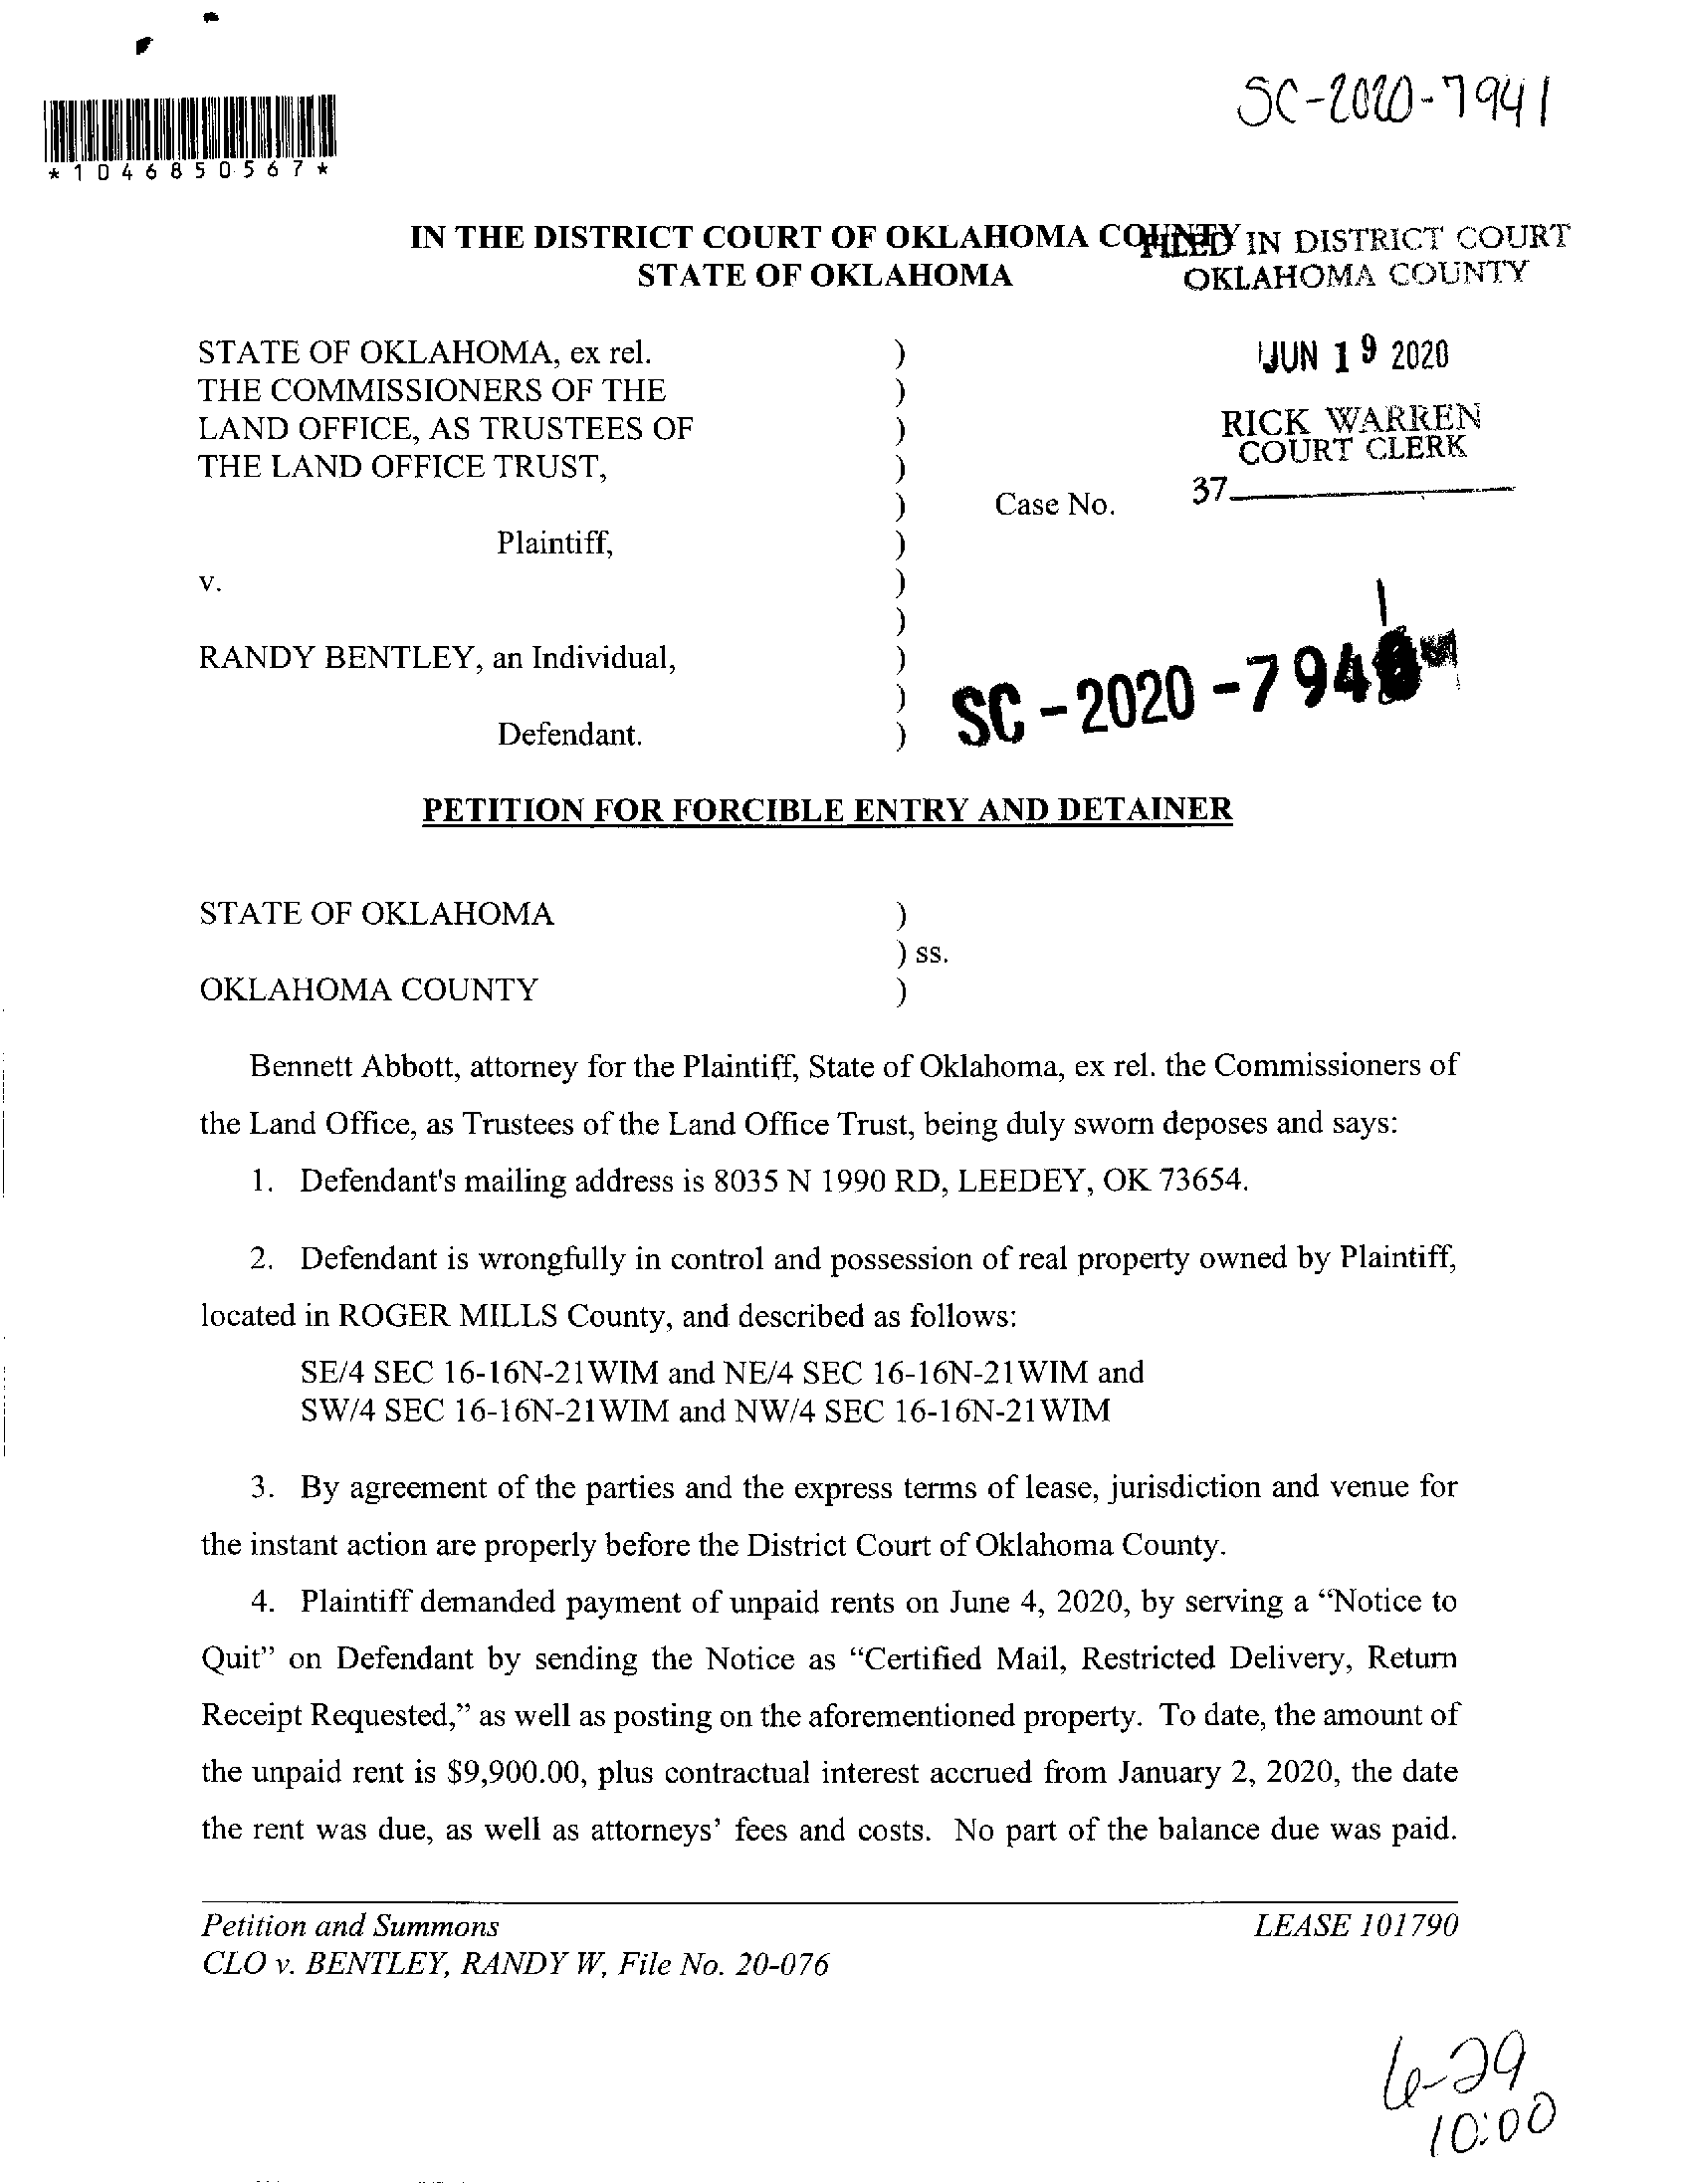 SC-2020-7941
*1046850567*
IN THE DISTRICT COURT OF OKLAHOMA COUNTY
STATE OF OKLAHOMA
FILED IN DISTRICT COURT
OKLAHOMA COUNTY
JUN 19 2020
RICK WARREN
COURT CLERK
37
STATE OF OKLAHOMA, ex rel. )
THE COMMISSIONERS OF THE )
LAND OFFICE, AS TRUSTEES OF )
THE LAND OFFICE TRUST, )
) Case No.
Plaintiff, )
v. )
)
RANDY BENTLEY, an Individual, )
)
Defendant. )
SC-2020-7941
PETITION FOR FORCIBLE ENTRY AND DETAINER
STATE OF OKLAHOMA )
) ss.
OKLAHOMA COUNTY )
Bennett Abbott, attorney for the Plaintiff, State of Oklahoma, ex rel. the Commissioners of
the Land Office, as Trustees of the Land Office Trust, being duly sworn deposes and says:
1. Defendant's mailing address is 8035 N 1990 RD, LEEDEY, OK 73654.
2. Defendant is wrongfully in control and possession of real property owned by Plaintiff,
located in ROGER MILLS County, and described as follows:
SE/4 SEC 16-16N-21WIM and NE/4 SEC 16-16N-21WIM and
SW/4 SEC 16-16N-21WIM and NW/4 SEC 16-16N-21WIM
3. By agreement of the parties and the express terms of lease, jurisdiction and venue for
the instant action are properly before the District Court of Oklahoma County.
4. Plaintiff demanded payment of unpaid rents on June 4, 2020, by serving a “Notice to
Quit” on Defendant by sending the Notice as “Certified Mail, Restricted Delivery, Return
Receipt Requested,” as well as posting on the aforementioned property. To date, the amount of
the unpaid rent is $9,900.00, plus contractual interest accrued from January 2, 2020, the date
the rent was due, as well as attorneys’ fees and costs. No part of the balance due was paid.
Petition and Summons LEASE 101790
CLO v. BENTLEY, RANDY W, File No. 20-076
6-29
10:00